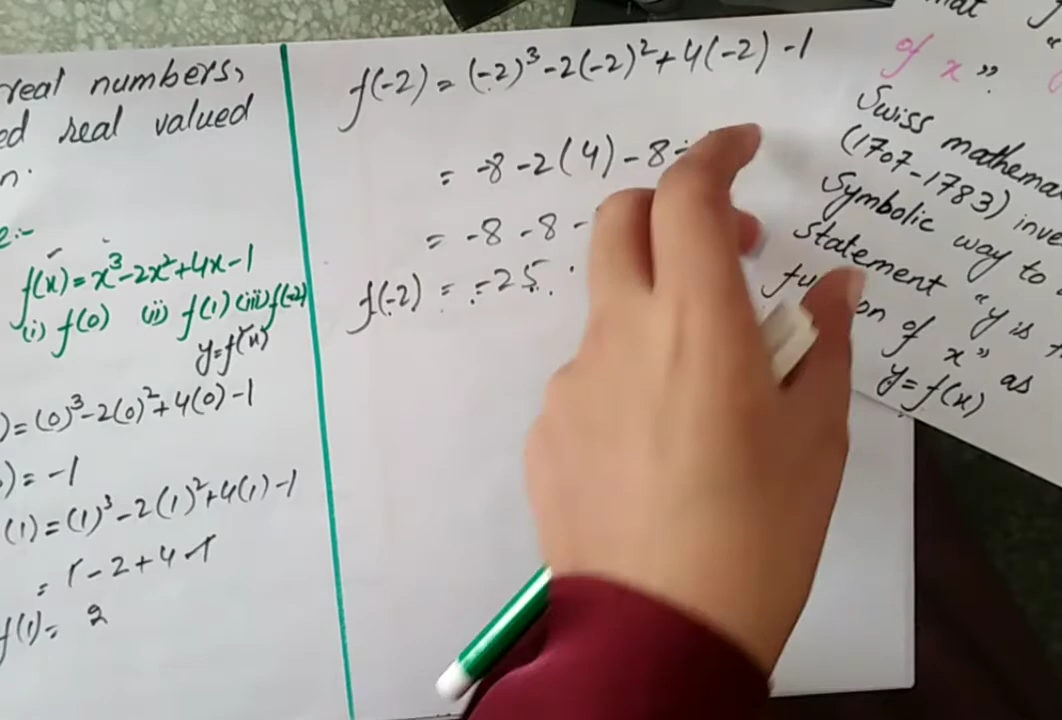 real numbers,
real valued
f(x)=x³-2x²+4x-1
(i) f(0) (ii) f(1) (iii) f(-2)
y=f(x)
)=(0)³-2(0)²+4(0)-1
)=-1
(1)=(1)³-2(1)²+4(1)-1
=1-2+4-1
f(1)= 2
f(-2)=(-2)³-2(-2)²+4(-2)-1
= -8-2(4)-8-
= -8-8-
f(-2) = -25.
of x".
Swiss
(1707-1783)
Symbolic way to
statement "y is
of x" as
y=f(x)